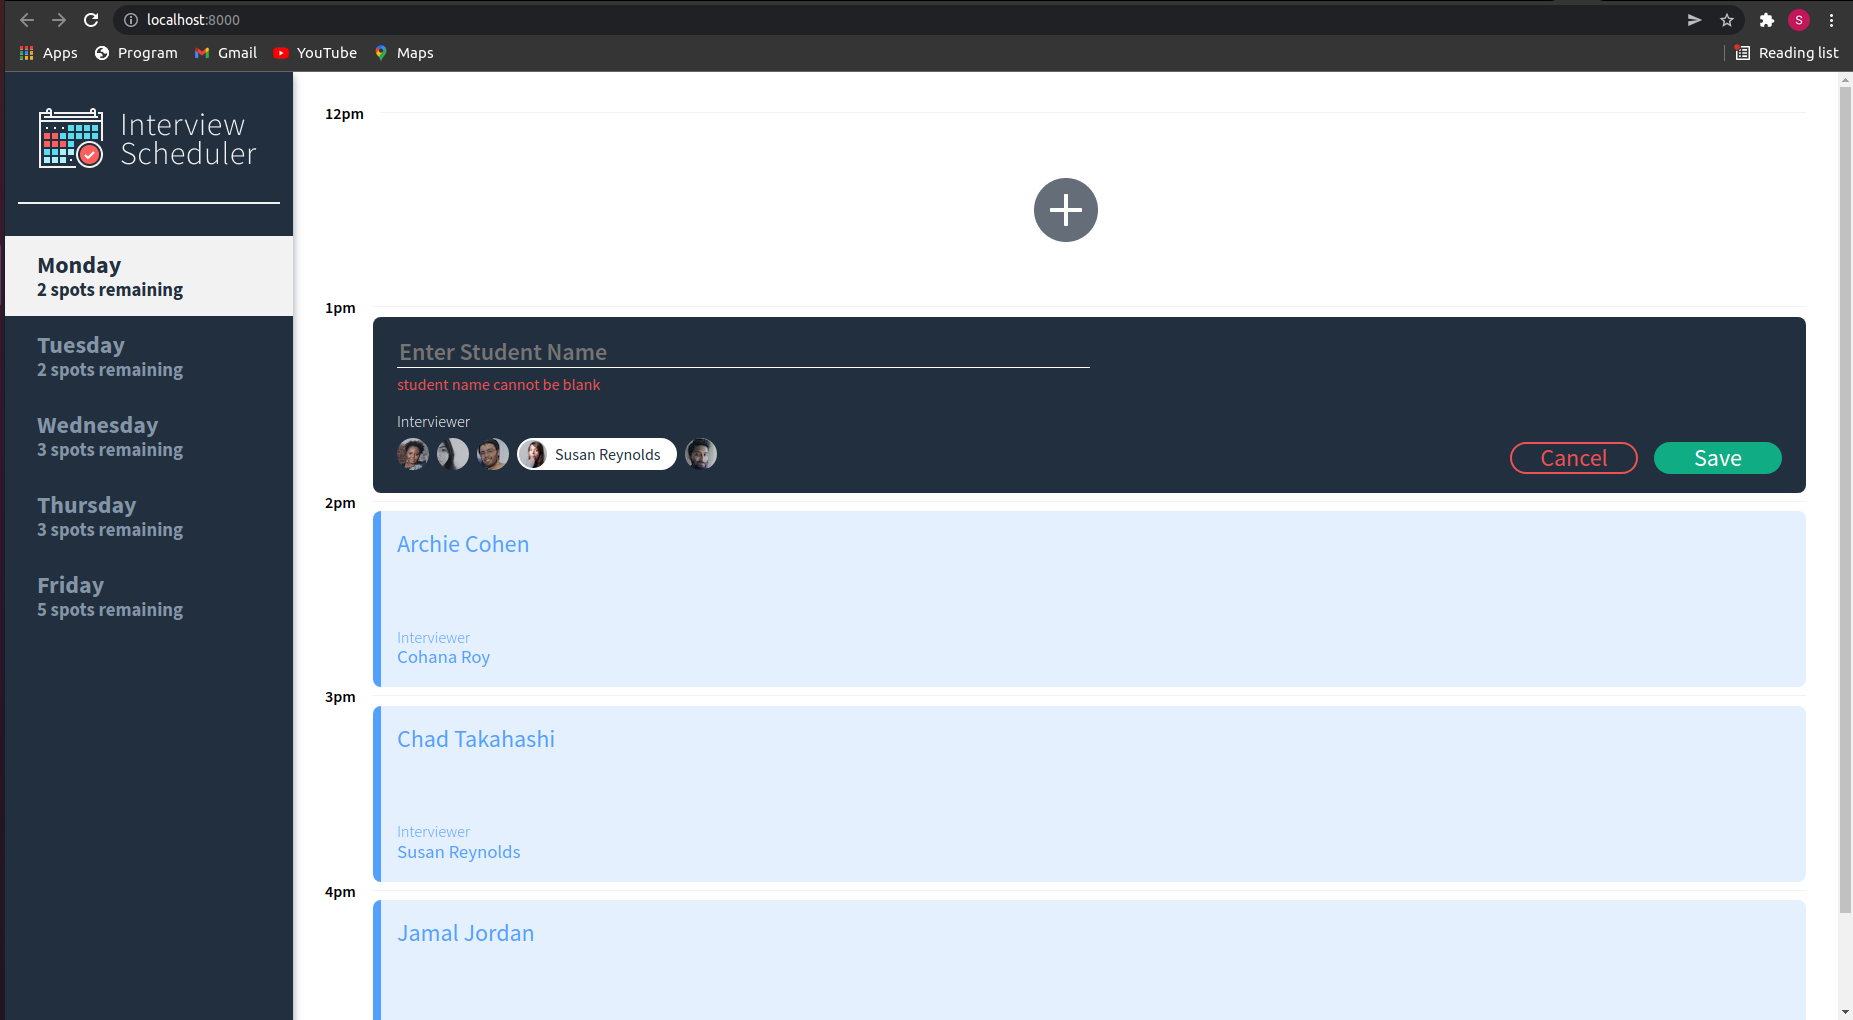 localhost:8000
S
Apps
Program
Gmail
YouTube
Maps
Reading list
Interview
Scheduler
Monday
2 spots remaining
Tuesday
2 spots remaining
Wednesday
3 spots remaining
Thursday
3 spots remaining
Friday
5 spots remaining
12pm
1pm
Enter Student Name
student name cannot be blank
Interviewer
Susan Reynolds
Cancel
Save
2pm
Archie Cohen
Interviewer
Cohana Roy
3pm
Chad Takahashi
Interviewer
Susan Reynolds
4pm
Jamal Jordan